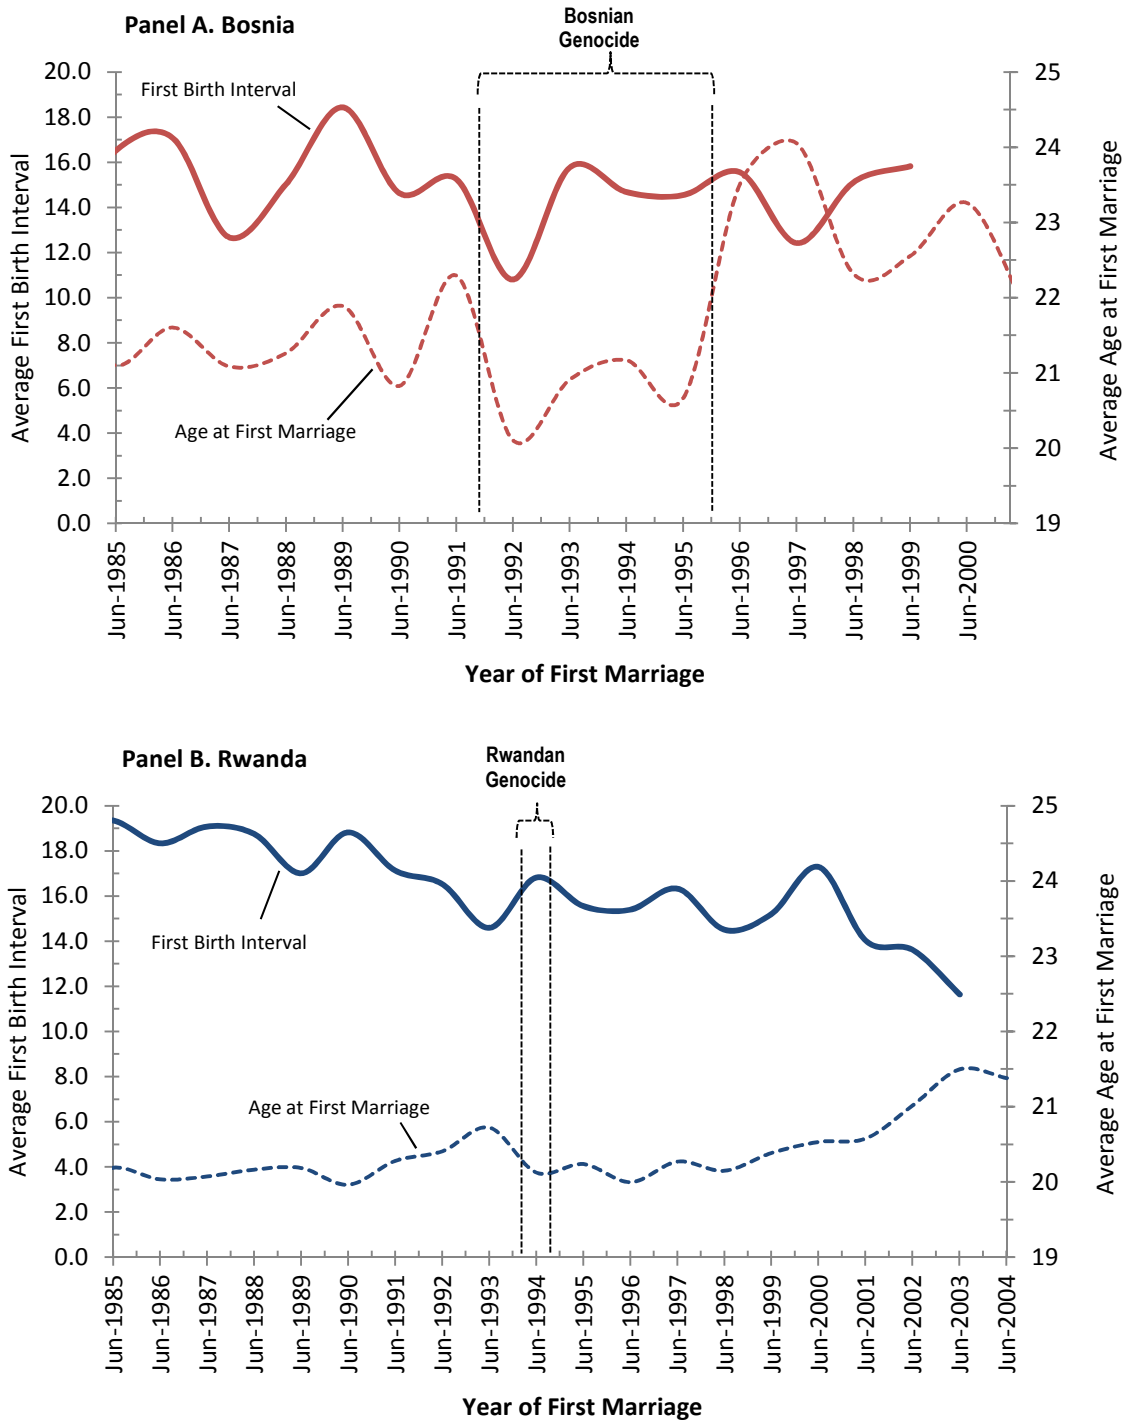 Panel A. Bosnia
Bosnian
Genocide
First Birth Interval
Age at First Marriage
Average First Birth Interval
20.0
18.0
16.0
14.0
12.0
10.0
8.0
6.0
4.0
2.0
0.0
Average Age at First Marriage
25
24
23
22
21
20
19
Jun-1985
Jun-1986
Jun-1987
Jun-1988
Jun-1989
Jun-1990
Jun-1991
Jun-1992
Jun-1993
Jun-1994
Jun-1995
Jun-1996
Jun-1997
Jun-1998
Jun-1999
Jun-2000
Year of First Marriage
Panel B. Rwanda
Rwandan
Genocide
First Birth Interval
Age at First Marriage
Average First Birth Interval
20.0
18.0
16.0
14.0
12.0
10.0
8.0
6.0
4.0
2.0
0.0
Average Age at First Marriage
25
24
23
22
21
20
19
Jun-1985
Jun-1986
Jun-1987
Jun-1988
Jun-1989
Jun-1990
Jun-1991
Jun-1992
Jun-1993
Jun-1994
Jun-1995
Jun-1996
Jun-1997
Jun-1998
Jun-1999
Jun-2000
Jun-2001
Jun-2002
Jun-2003
Jun-2004
Year of First Marriage